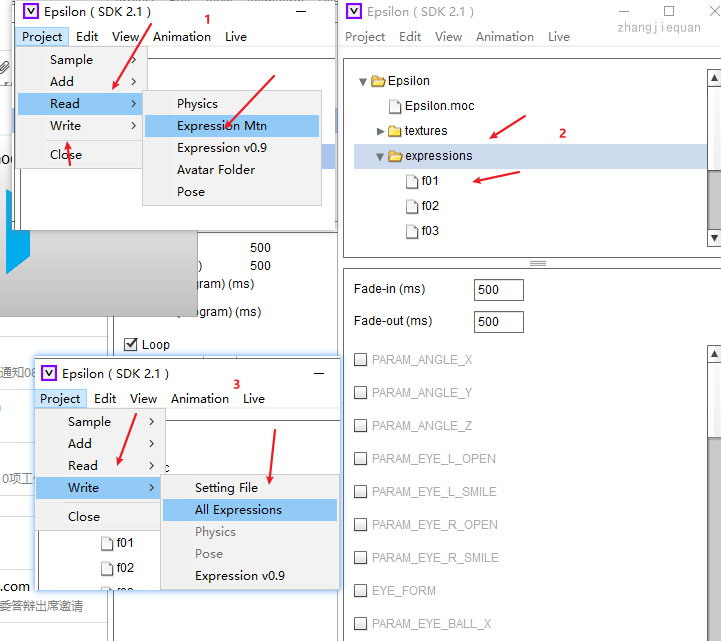 Epsilon ( SDK 2.1 )
1
Project Edit View Animation Live
Sample
Add
Read
Write
Close
Physics
Expression Mtn
Expression v0.9
Avatar Folder
Pose
500
500
gram) (ms)
gram) (ms)
Loop
通知08
0项工
.com
委答辩出席邀请
Epsilon ( SDK 2.1 )
3
Project Edit View Animation Live
Sample
Add
Read
Write
Close
Setting File
All Expressions
Physics
Pose
Expression v0.9
f01
f02
Epsilon ( SDK 2.1 )
zhangjiequan
Project Edit View Animation Live
Epsilon
Epsilon.moc
2
textures
expressions
f01
f02
f03
Fade-in (ms) 500
Fade-out (ms) 500
PARAM_ANGLE_X
PARAM_ANGLE_Y
PARAM_ANGLE_Z
PARAM_EYE_L_OPEN
PARAM_EYE_L_SMILE
PARAM_EYE_R_OPEN
PARAM_EYE_R_SMILE
EYE_FORM
PARAM_EYE_BALL_X